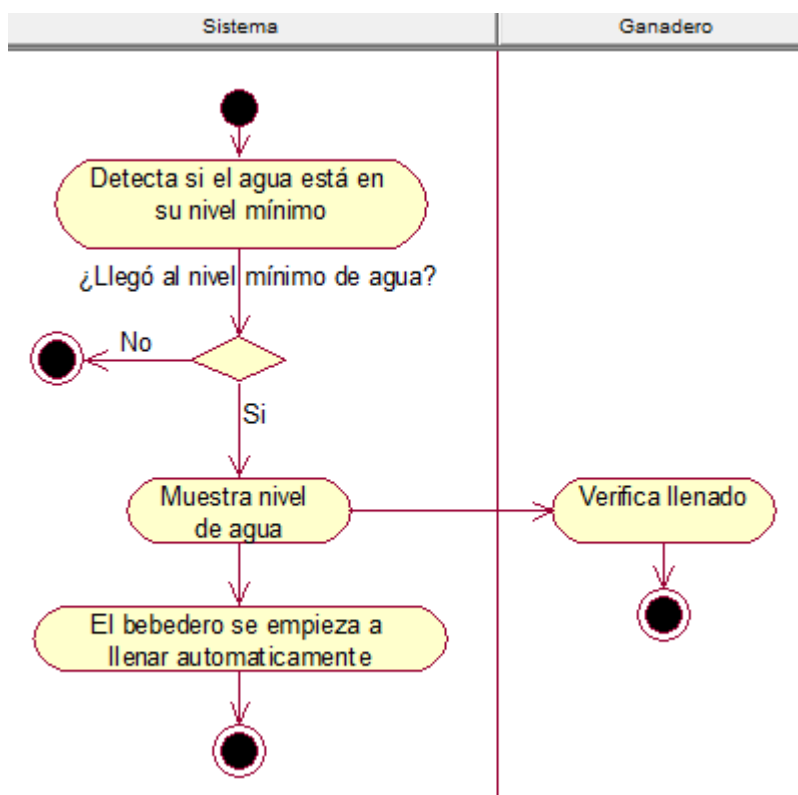 Sistema
Ganadero
Detecta si el agua está en
su nivel mínimo
¿Llegó al nivel mínimo de agua?
No
Si
Muestra nivel
de agua
Verifica llenado
El bebedero se empieza a
llenar automaticamente